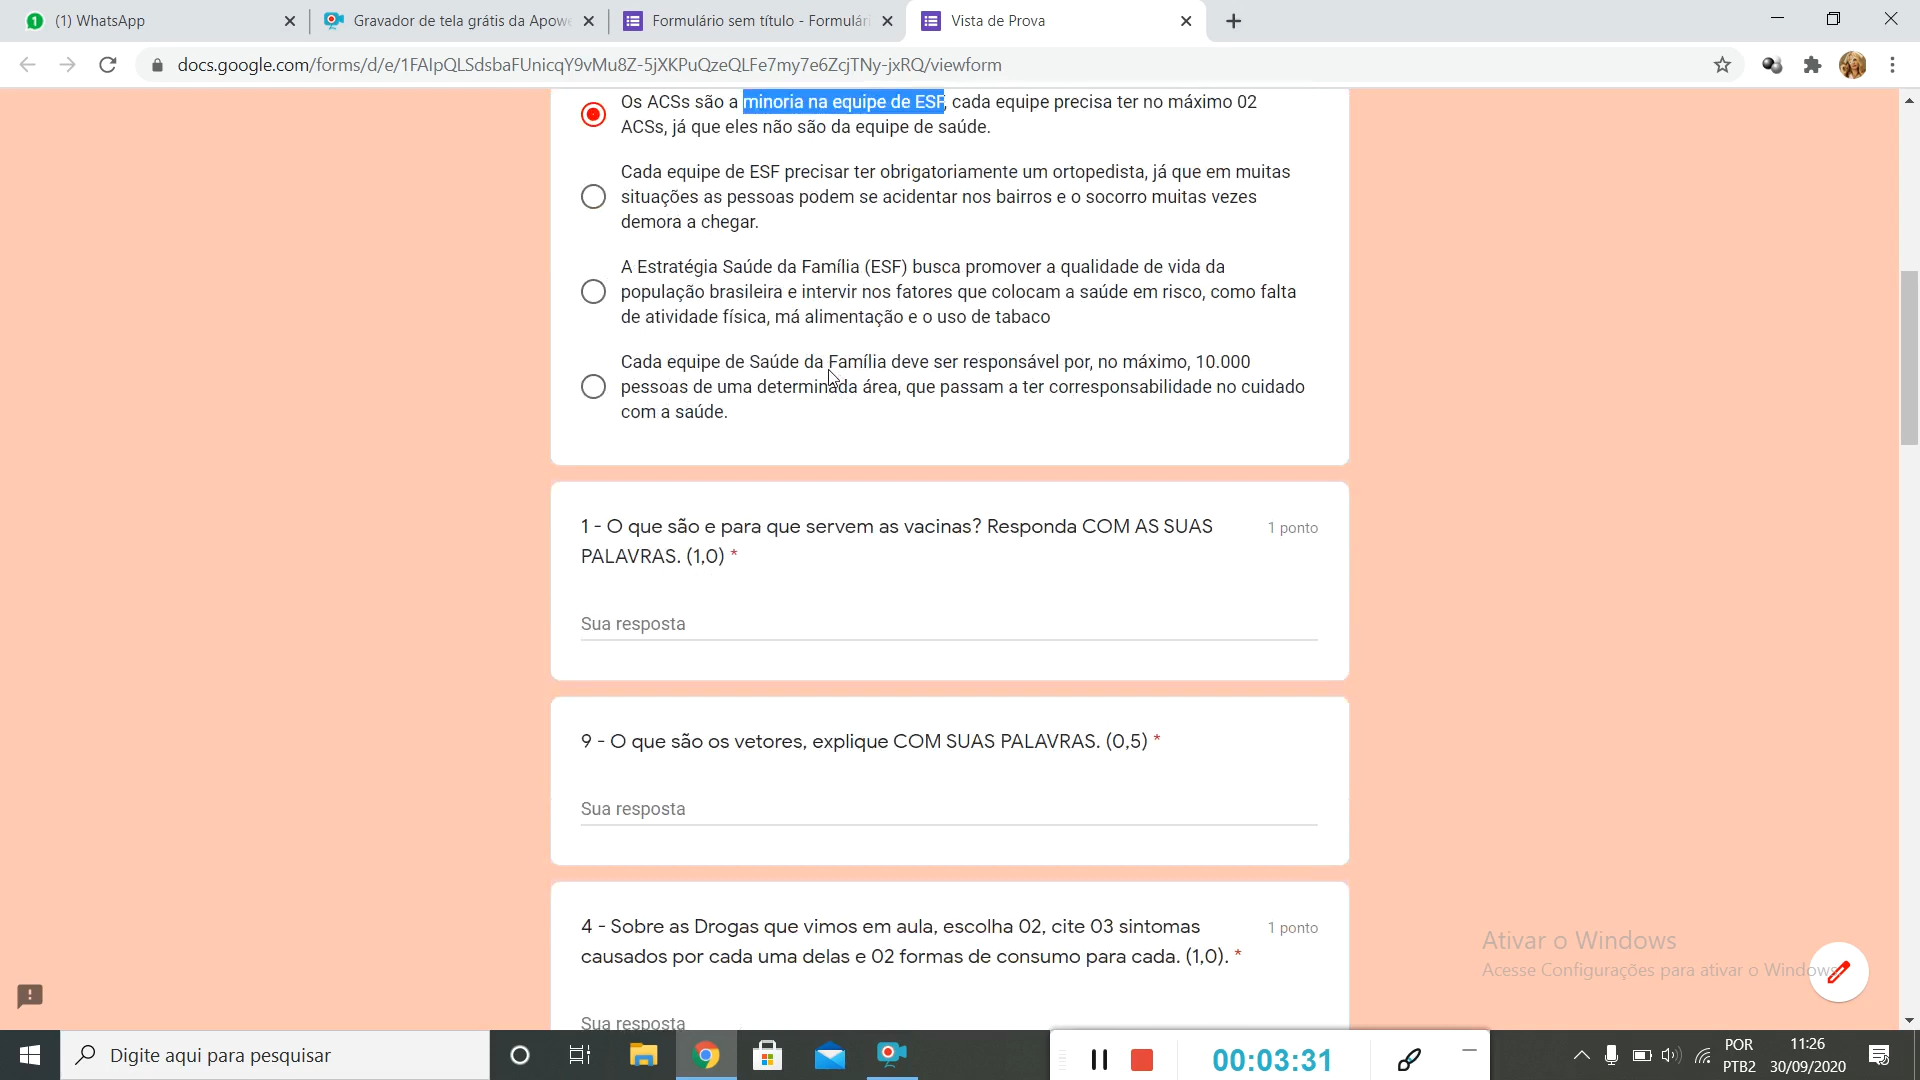 (1) WhatsApp
Gravador de tela grátis da Apowe
Formulário sem título - Formulári
Vista de Prova
docs.google.com/forms/d/e/1FAIpQLSdsbaFUnicqY9vMu8Z-5jXKPuQzeQLFe7my7e6ZcjTNy-jxRQ/viewform
Os ACSs são a minoria na equipe de ESF, cada equipe precisa ter no máximo 02
ACSs, já que eles não são da equipe de saúde.
Cada equipe de ESF precisar ter obrigatoriamente um ortopedista, já que em muitas
situações as pessoas podem se acidentar nos bairros e o socorro muitas vezes
demora a chegar.
A Estratégia Saúde da Família (ESF) busca promover a qualidade de vida da
população brasileira e intervir nos fatores que colocam a saúde em risco, como falta
de atividade física, má alimentação e o uso de tabaco
Cada equipe de Saúde da Família deve ser responsável por, no máximo, 10.000
pessoas de uma determinada área, que passam a ter corresponsabilidade no cuidado
com a saúde.
1 - O que são e para que servem as vacinas? Responda COM AS SUAS
PALAVRAS. (1,0) *
1 ponto
Sua resposta
9 - O que são os vetores, explique COM SUAS PALAVRAS. (0,5) *
Sua resposta
4 - Sobre as Drogas que vimos em aula, escolha 02, cite 03 sintomas
causados por cada uma delas e 02 formas de consumo para cada. (1,0). *
1 ponto
Sua resposta
Ativar o Windows
Acesse Configurações para ativar o Windows
Digite aqui para pesquisar
00:03:31
POR
PTB2
11:26
30/09/2020